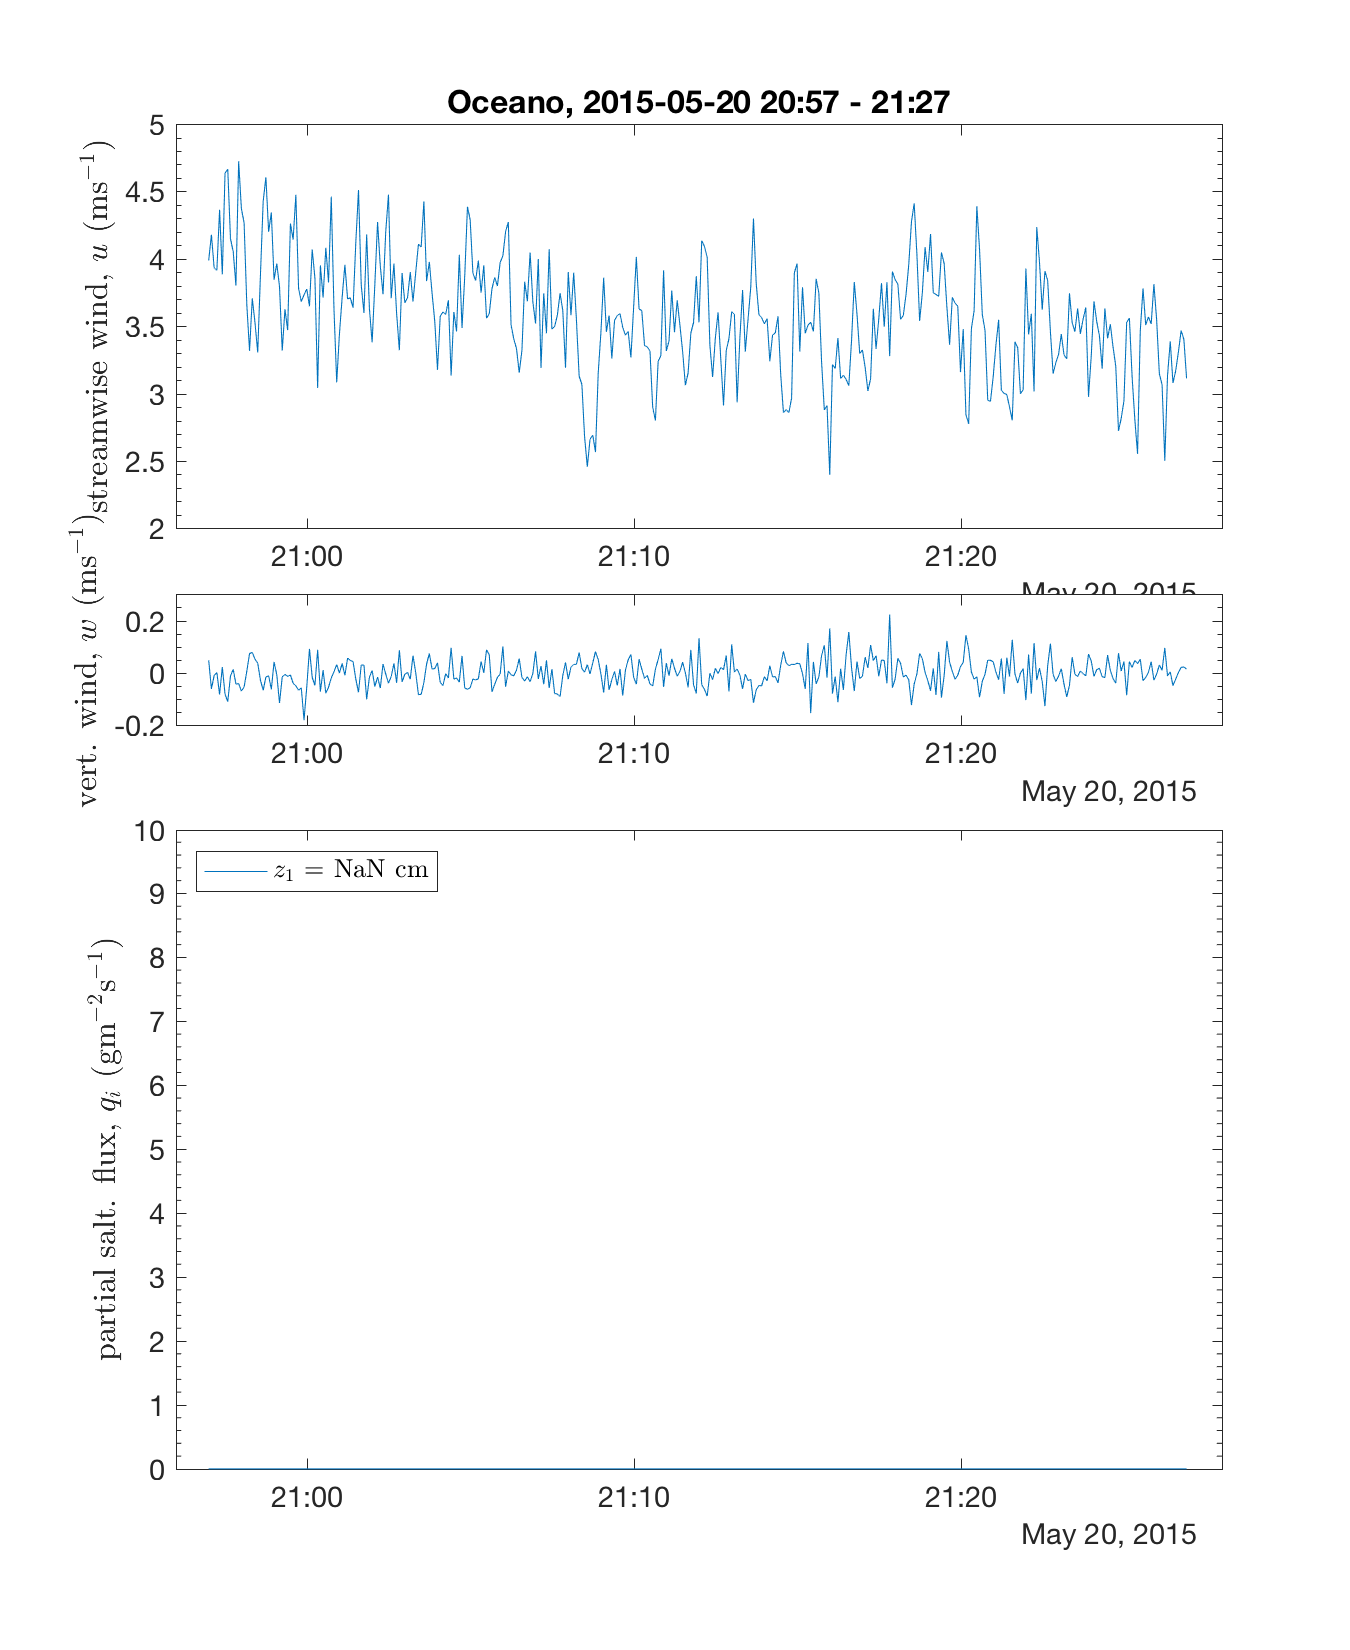 Oceano, 2015-05-20 20:57 - 21:27
streamwise wind, u (ms⁻¹)
5
4.5
4
3.5
3
2.5
2
21:00 21:10 21:20
May 20, 2015
vert. wind, w (ms⁻¹)
0.2
0
-0.2
21:00 21:10 21:20
May 20, 2015
partial salt. flux, qᵢ (gm⁻²s⁻¹)
10
9
8
7
6
5
4
3
2
1
0
z₁ = NaN cm
21:00 21:10 21:20
May 20, 2015